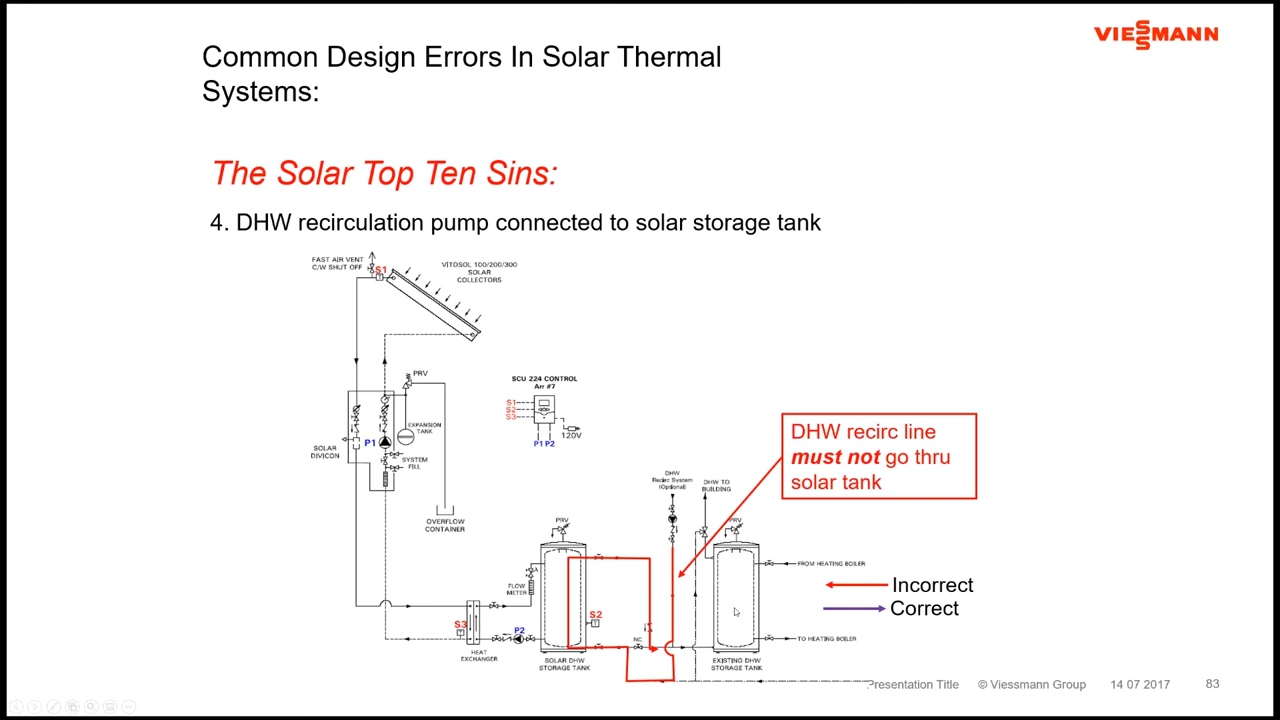 VIESSMANN
Common Design Errors In Solar Thermal
Systems:
The Solar Top Ten Sins:
4. DHW recirculation pump connected to solar storage tank
FAST AIR VENT
C/W SHUT OFF
S1
VITOSOL 100/200/300
SOLAR
COLLECTORS
PRV
SCU 224 CONTROL
Arr #7
S1
S2
S3
120V
P1 P2
EXPANSION
TANK
P1
SOLAR
DIVICON
SYSTEM
FILL
OVERFLOW
CONTAINER
DHW recirc line
must not go thru
solar tank
DHW
Recirc System
(Optional)
DHW TO
BUILDING
PRV
PRV
FROM HEATING BOILER
FLOW
METER
Incorrect
Correct
S2
S3
P2
NC
TO HEATING BOILER
HEAT
EXCHANGER
SOLAR DHW
STORAGE TANK
EXISTING DHW
STORAGE TANK
Presentation Title © Viessmann Group 14 07 2017 83